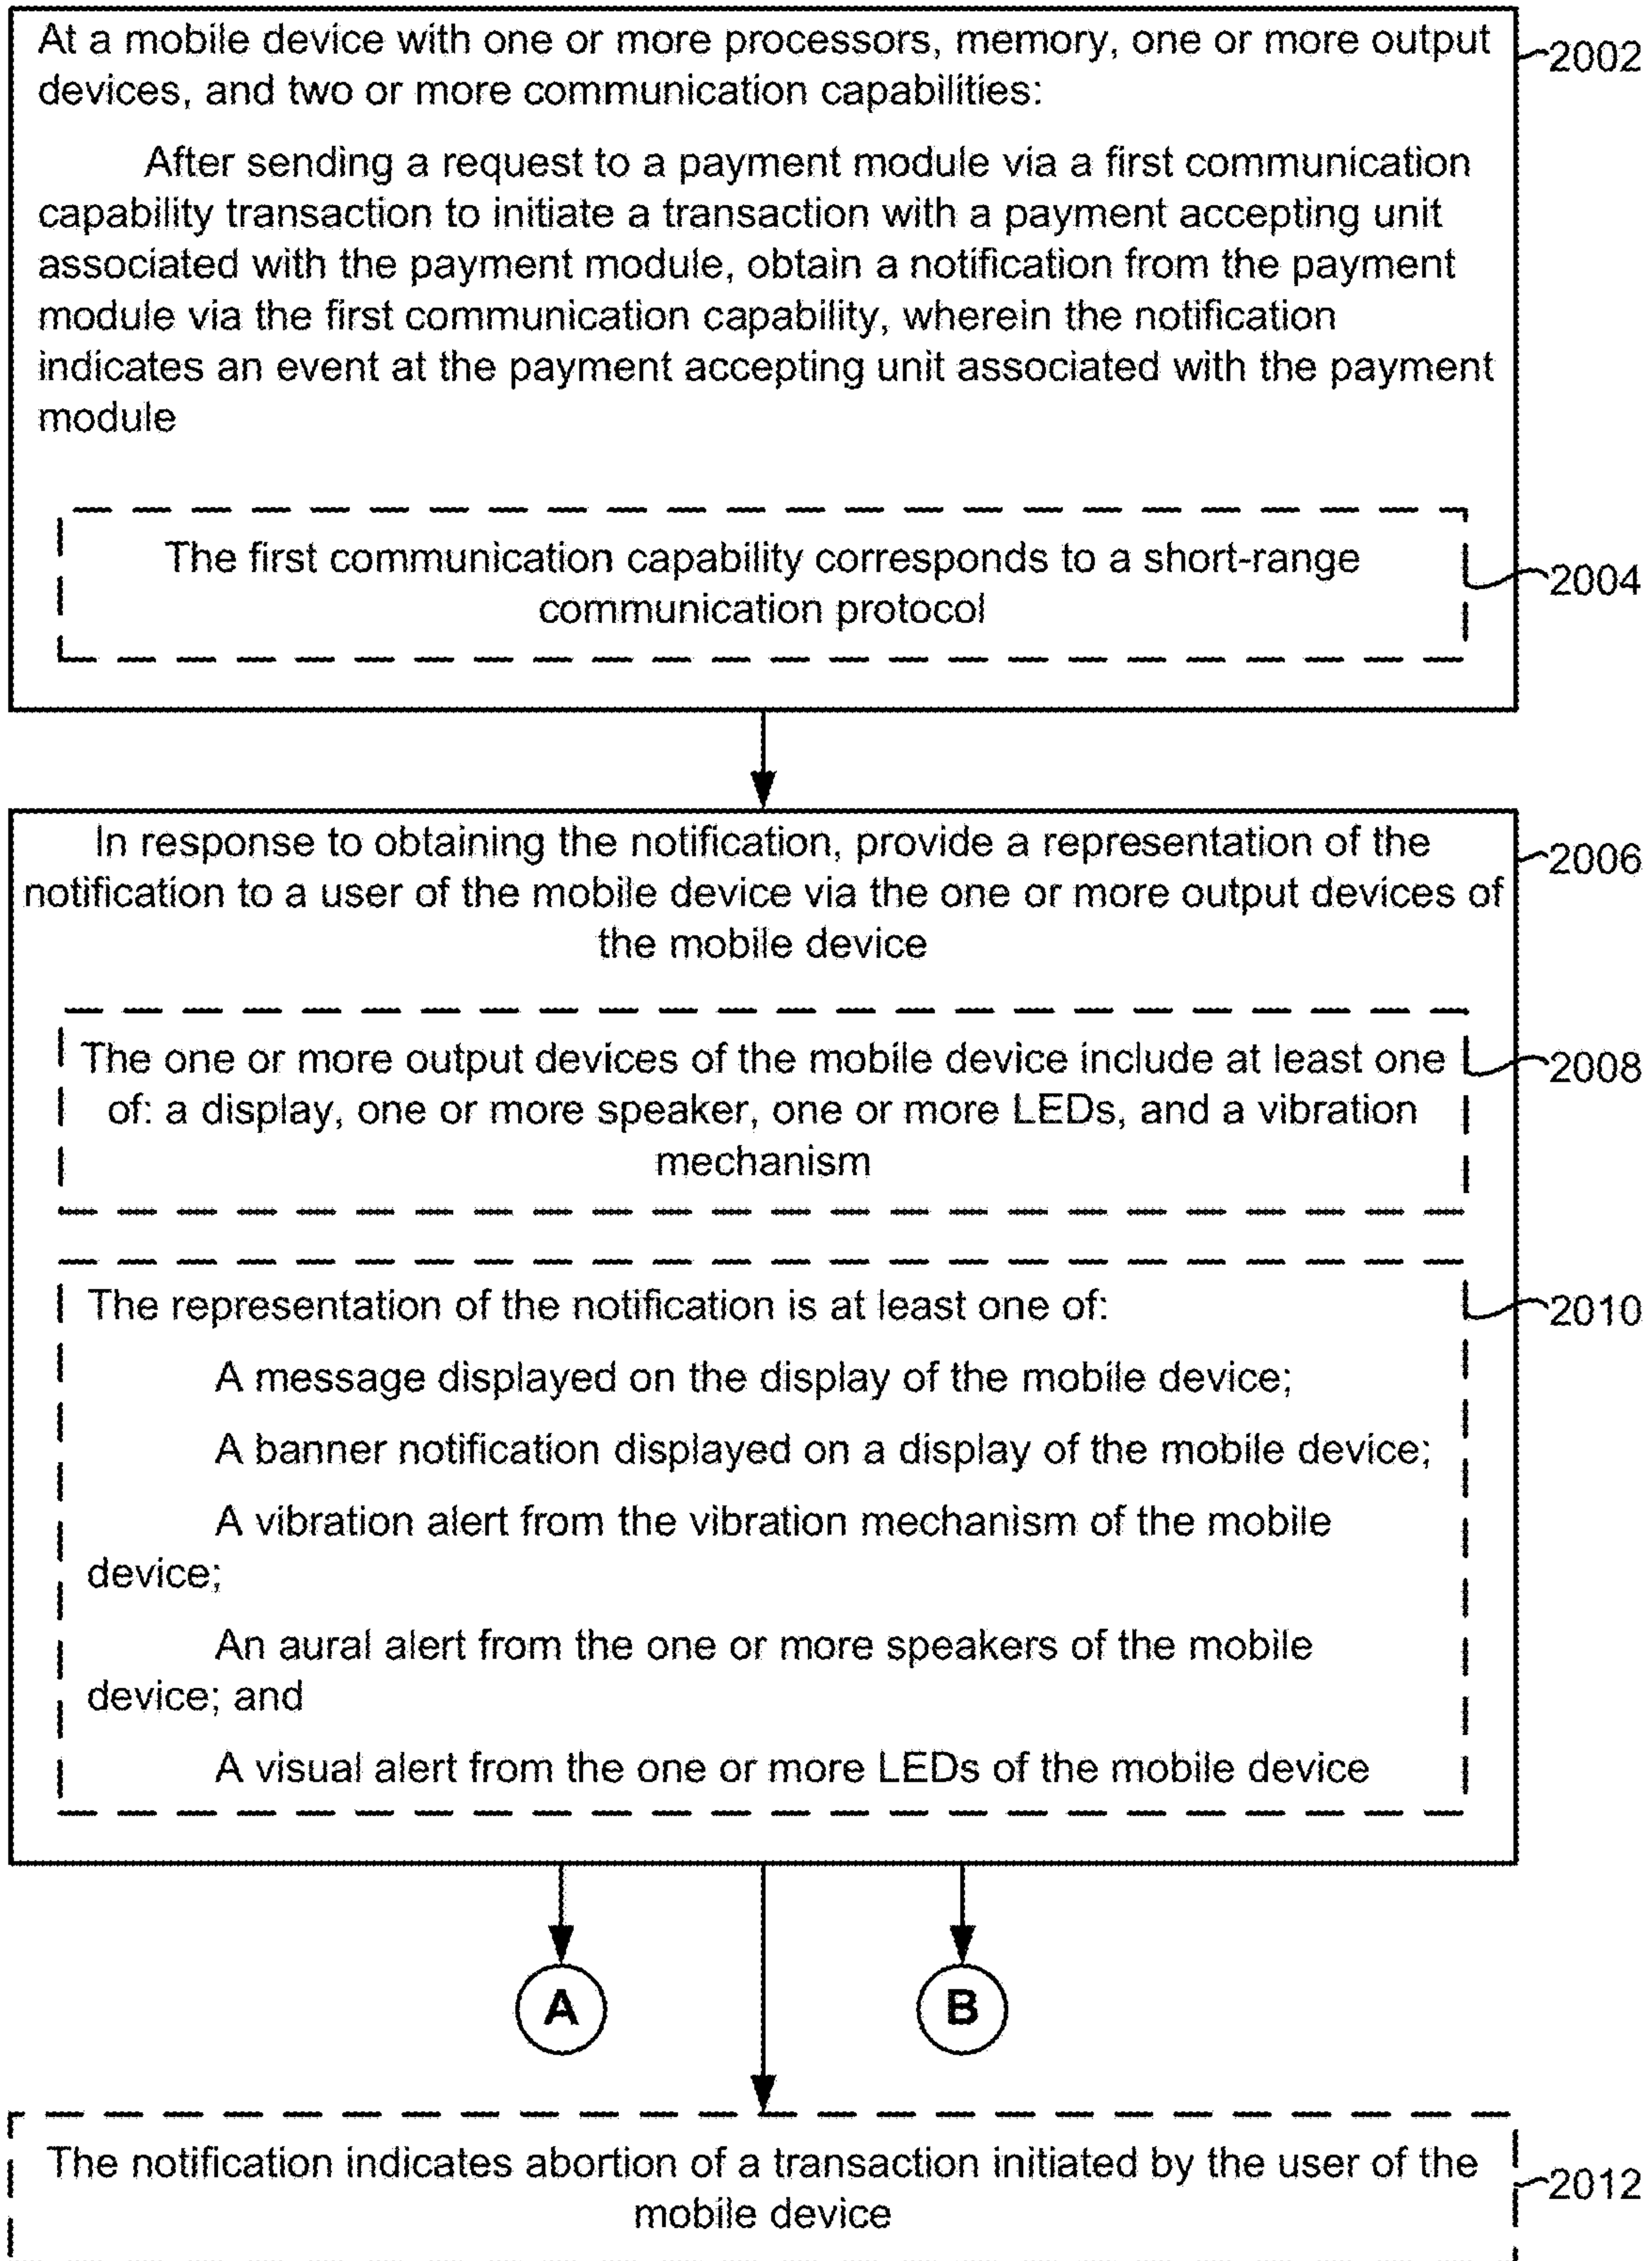 At a mobile device with one or more processors, memory, one or more output
devices, and two or more communication capabilities:
2002
After sending a request to a payment module via a first communication
capability transaction to initiate a transaction with a payment accepting unit
associated with the payment module, obtain a notification from the payment
module via the first communication capability, wherein the notification
indicates an event at the payment accepting unit associated with the payment
module
The first communication capability corresponds to a short-range
communication protocol
2004
In response to obtaining the notification, provide a representation of the
notification to a user of the mobile device via the one or more output devices of
the mobile device
2006
The one or more output devices of the mobile device include at least one
of: a display, one or more speaker, one or more LEDs, and a vibration
mechanism
2008
The representation of the notification is at least one of:
2010
A message displayed on the display of the mobile device;
A banner notification displayed on a display of the mobile device;
A vibration alert from the vibration mechanism of the mobile
device;
An aural alert from the one or more speakers of the mobile
device; and
A visual alert from the one or more LEDs of the mobile device
A
B
The notification indicates abortion of a transaction initiated by the user of the
mobile device
2012